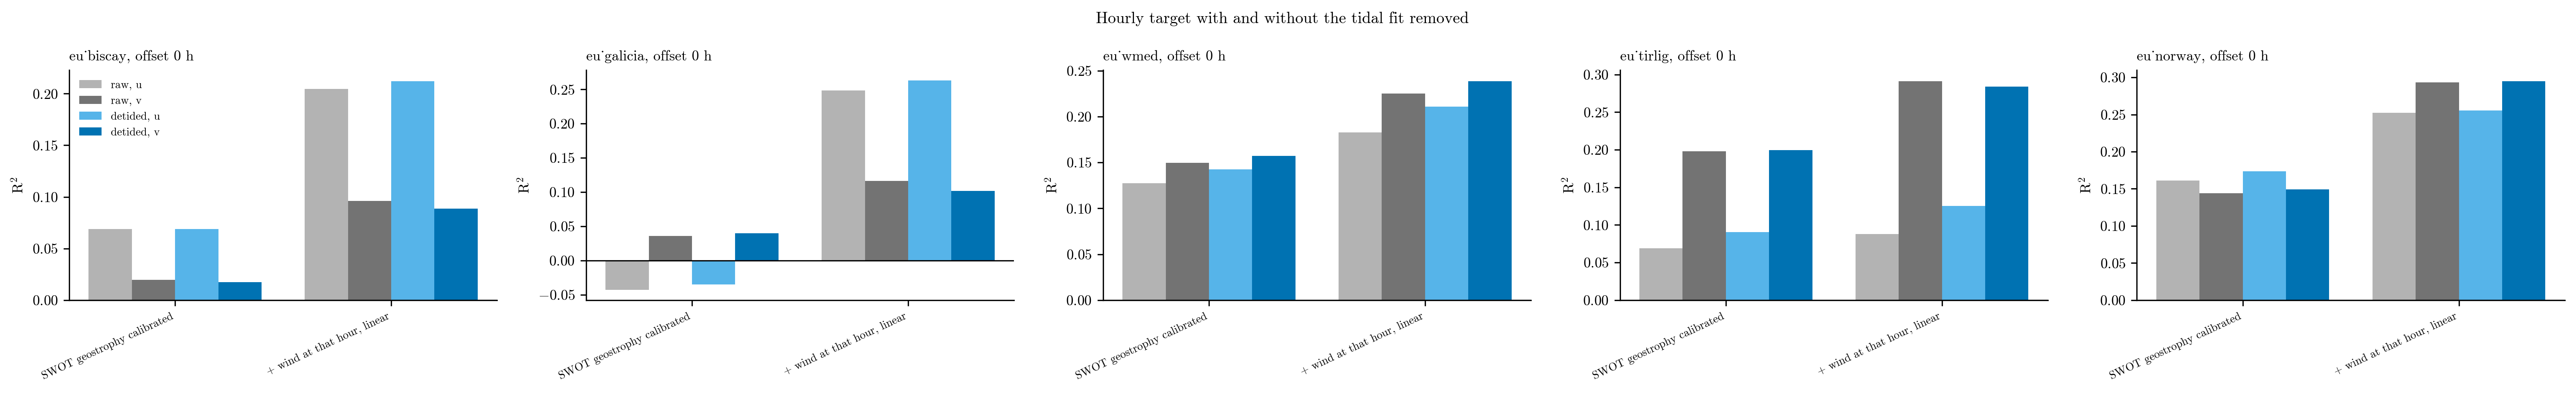 Hourly target with and without the tidal fit removed
eu˙biscay, offset 0 h
R²
0.20
0.15
0.10
0.05
0.00
raw, u
raw, v
detided, u
detided, v
SWOT geostrophy calibrated
+ wind at that hour, linear
eu˙galicia, offset 0 h
R²
0.25
0.20
0.15
0.10
0.05
0.00
−0.05
SWOT geostrophy calibrated
+ wind at that hour, linear
eu˙wmed, offset 0 h
R²
0.25
0.20
0.15
0.10
0.05
0.00
SWOT geostrophy calibrated
+ wind at that hour, linear
eu˙tirlig, offset 0 h
R²
0.30
0.25
0.20
0.15
0.10
0.05
0.00
SWOT geostrophy calibrated
+ wind at that hour, linear
eu˙norway, offset 0 h
R²
0.30
0.25
0.20
0.15
0.10
0.05
0.00
SWOT geostrophy calibrated
+ wind at that hour, linear